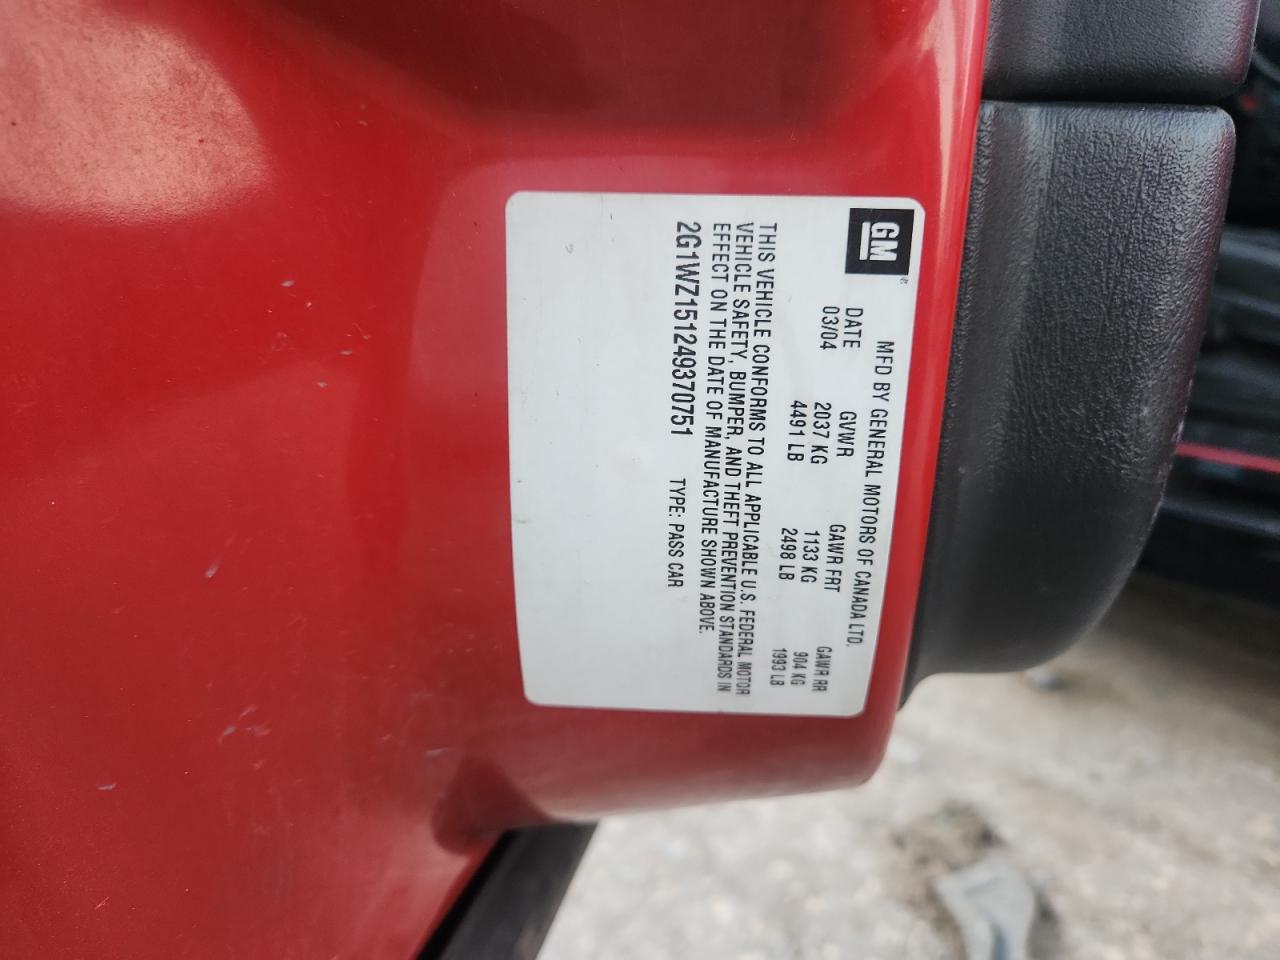 GM ®
MFD BY GENERAL MOTORS OF CANADA LTD.
DATE GVWR GAWR FRT GAWR RR
03/04 2037 KG 1133 KG 904 KG
4491 LB 2498 LB 1993 LB
THIS VEHICLE CONFORMS TO ALL APPLICABLE U.S. FEDERAL MOTOR
VEHICLE SAFETY, BUMPER, AND THEFT PREVENTION STANDARDS IN
EFFECT ON THE DATE OF MANUFACTURE SHOWN ABOVE.
2G1WZ151249370751 TYPE: PASS CAR